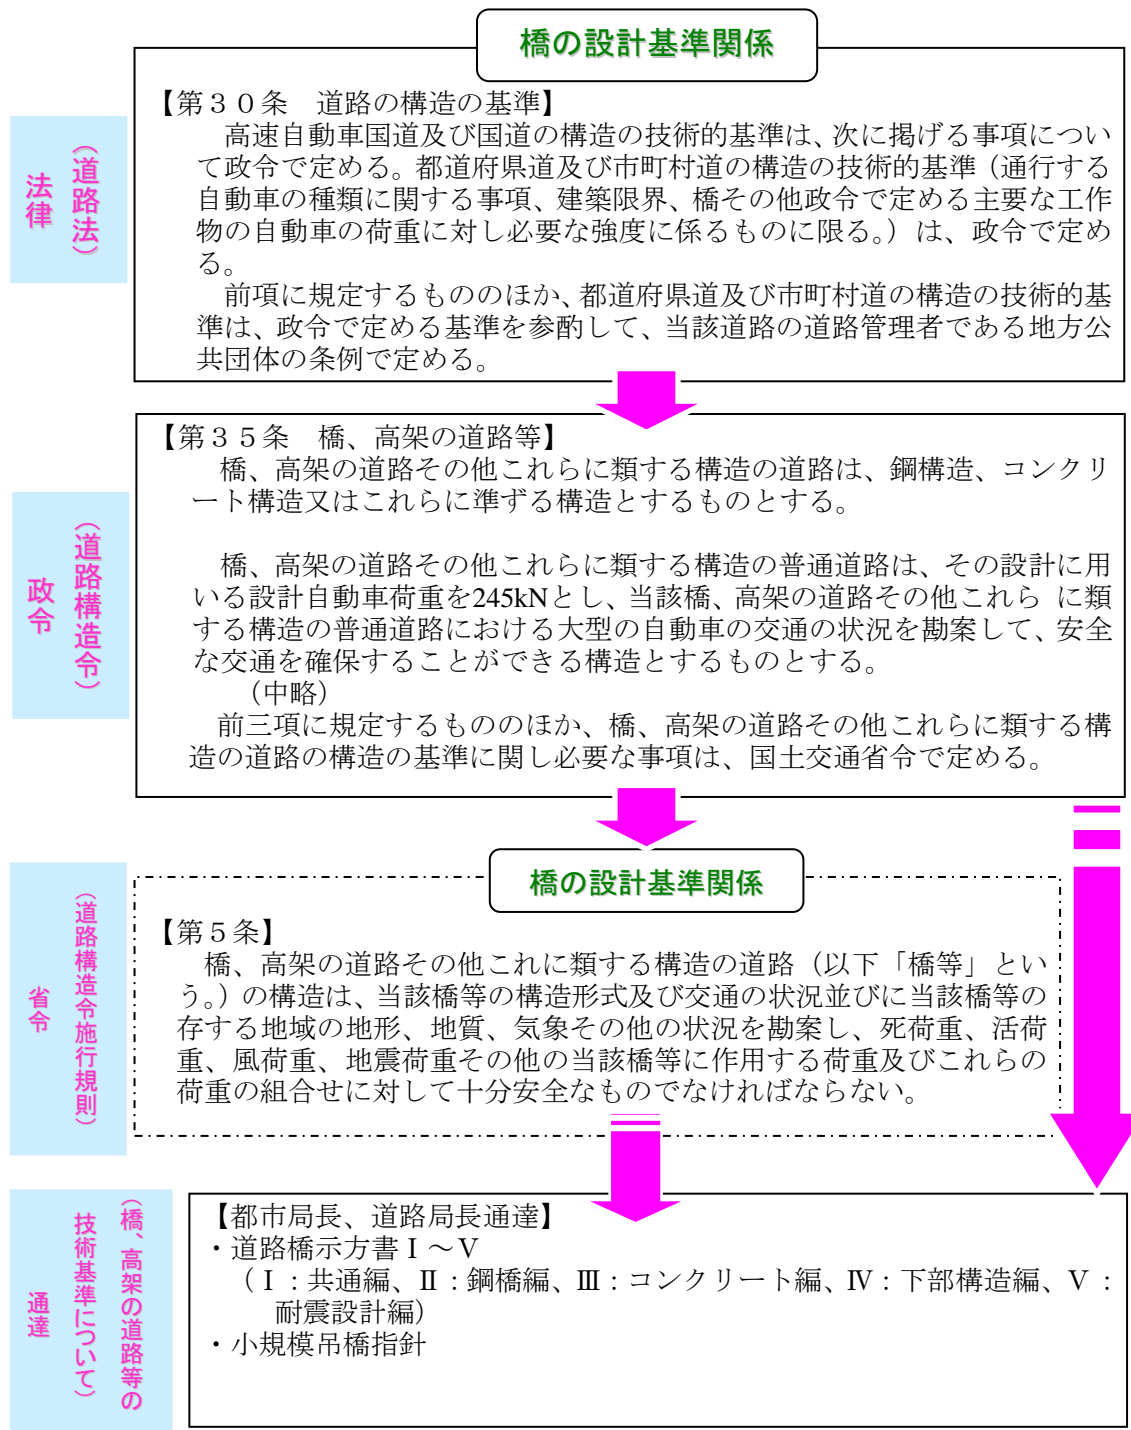 橋の設計基準関係
法律
（道路法）
【第３０条　道路の構造の基準】
高速自動車国道及び国道の構造の技術的基準は、次に掲げる事項につい
て政令で定める。都道府県道及び市町村道の構造の技術的基準（通行する
自動車の種類に関する事項、建築限界、橋その他政令で定める主要な工作
物の自動車の荷重に対し必要な強度に係るものに限る。）は、政令で定め
る。
前項に規定するもののほか、都道府県道及び市町村道の構造の技術的基
準は、政令で定める基準を参酌して、当該道路の道路管理者である地方公
共団体の条例で定める。
政令
（道路構造令）
【第３５条　橋、高架の道路等】
橋、高架の道路その他これらに類する構造の道路は、鋼構造、コンクリ
ート構造又はこれらに準ずる構造とするものとする。
橋、高架の道路その他これらに類する構造の普通道路は、その設計に用
いる設計自動車荷重を245kNとし、当該橋、高架の道路その他これら に類
する構造の普通道路における大型の自動車の交通の状況を勘案して、安全
な交通を確保することができる構造とするものとする。
（中略）
前三項に規定するもののほか、橋、高架の道路その他これらに類する構
造の道路の構造の基準に関し必要な事項は、国土交通省令で定める。
橋の設計基準関係
省令
（道路構造令施行規則）
【第５条】
橋、高架の道路その他これに類する構造の道路（以下「橋等」とい
う。）の構造は、当該橋等の構造形式及び交通の状況並びに当該橋等の
存する地域の地形、地質、気象その他の状況を勘案し、死荷重、活荷
重、風荷重、地震荷重その他の当該橋等に作用する荷重及びこれらの
荷重の組合せに対して十分安全なものでなければならない。
通達
（橋、高架の道路等の
技術基準について）
【都市局長、道路局長通達】
・道路橋示方書Ⅰ～Ⅴ
（Ⅰ：共通編、Ⅱ：鋼橋編、Ⅲ：コンクリート編、Ⅳ：下部構造編、Ⅴ：
耐震設計編）
・小規模吊橋指針